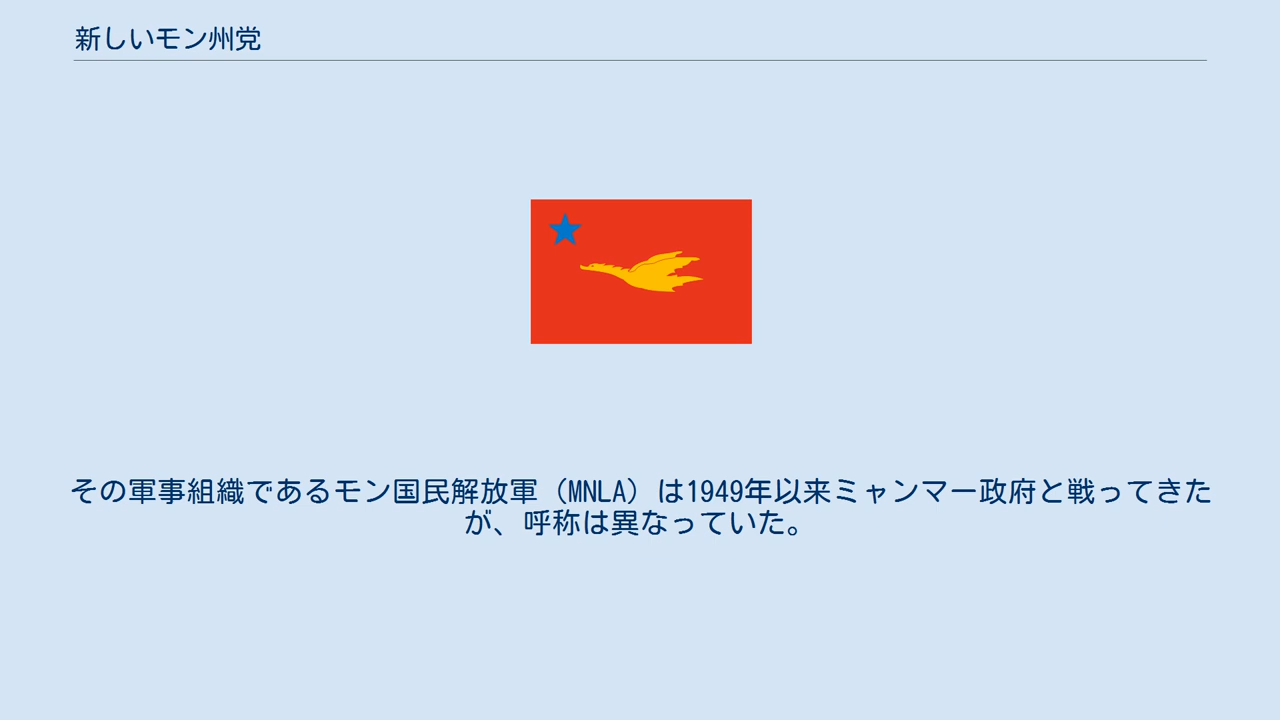 新しいモン州党
その軍事組織であるモン国民解放軍（MNLA）は1949年以来ミャンマー政府と戦ってきた
が、呼称は異なっていた。